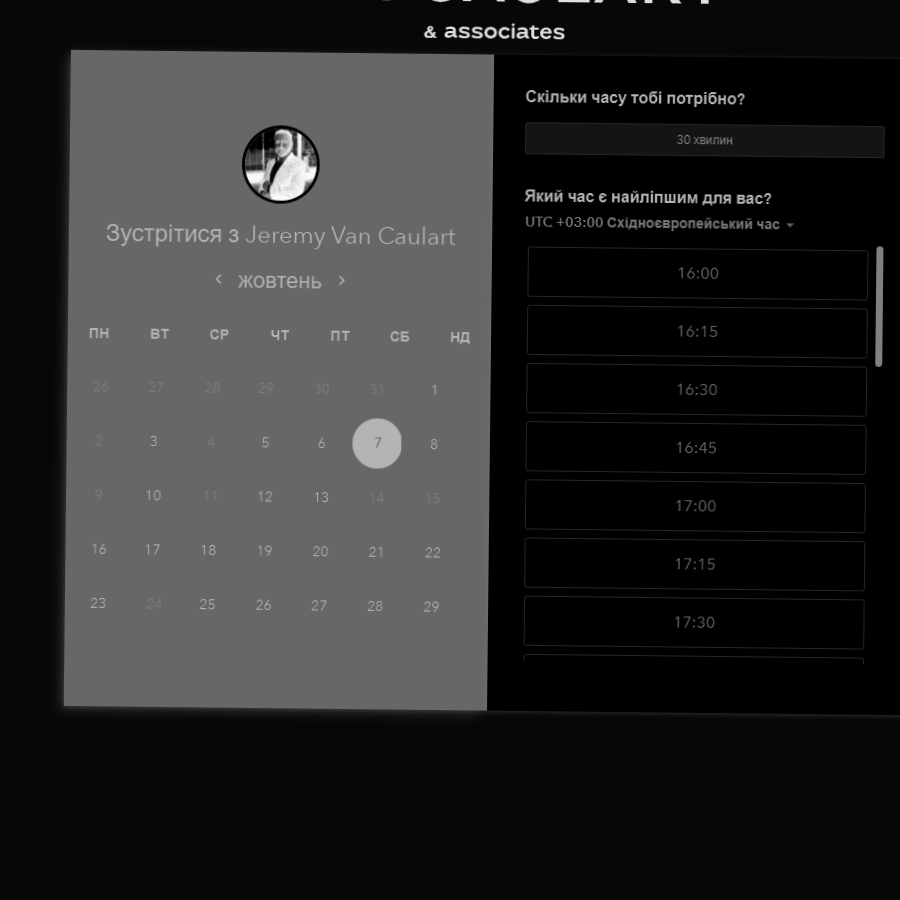 & associates
Зустрітися з Jeremy Van Caulart
жовтень
ПН ВТ СР ЧТ ПТ СБ НД
26 27 28 29 30 31 1
2 3 4 5 6 7 8
9 10 11 12 13 14 15
16 17 18 19 20 21 22
23 24 25 26 27 28 29
Скільки часу тобі потрібно?
30 хвилин
Який час є найліпшим для вас?
UTC +03:00 Східноєвропейський час
16:00
16:15
16:30
16:45
17:00
17:15
17:30